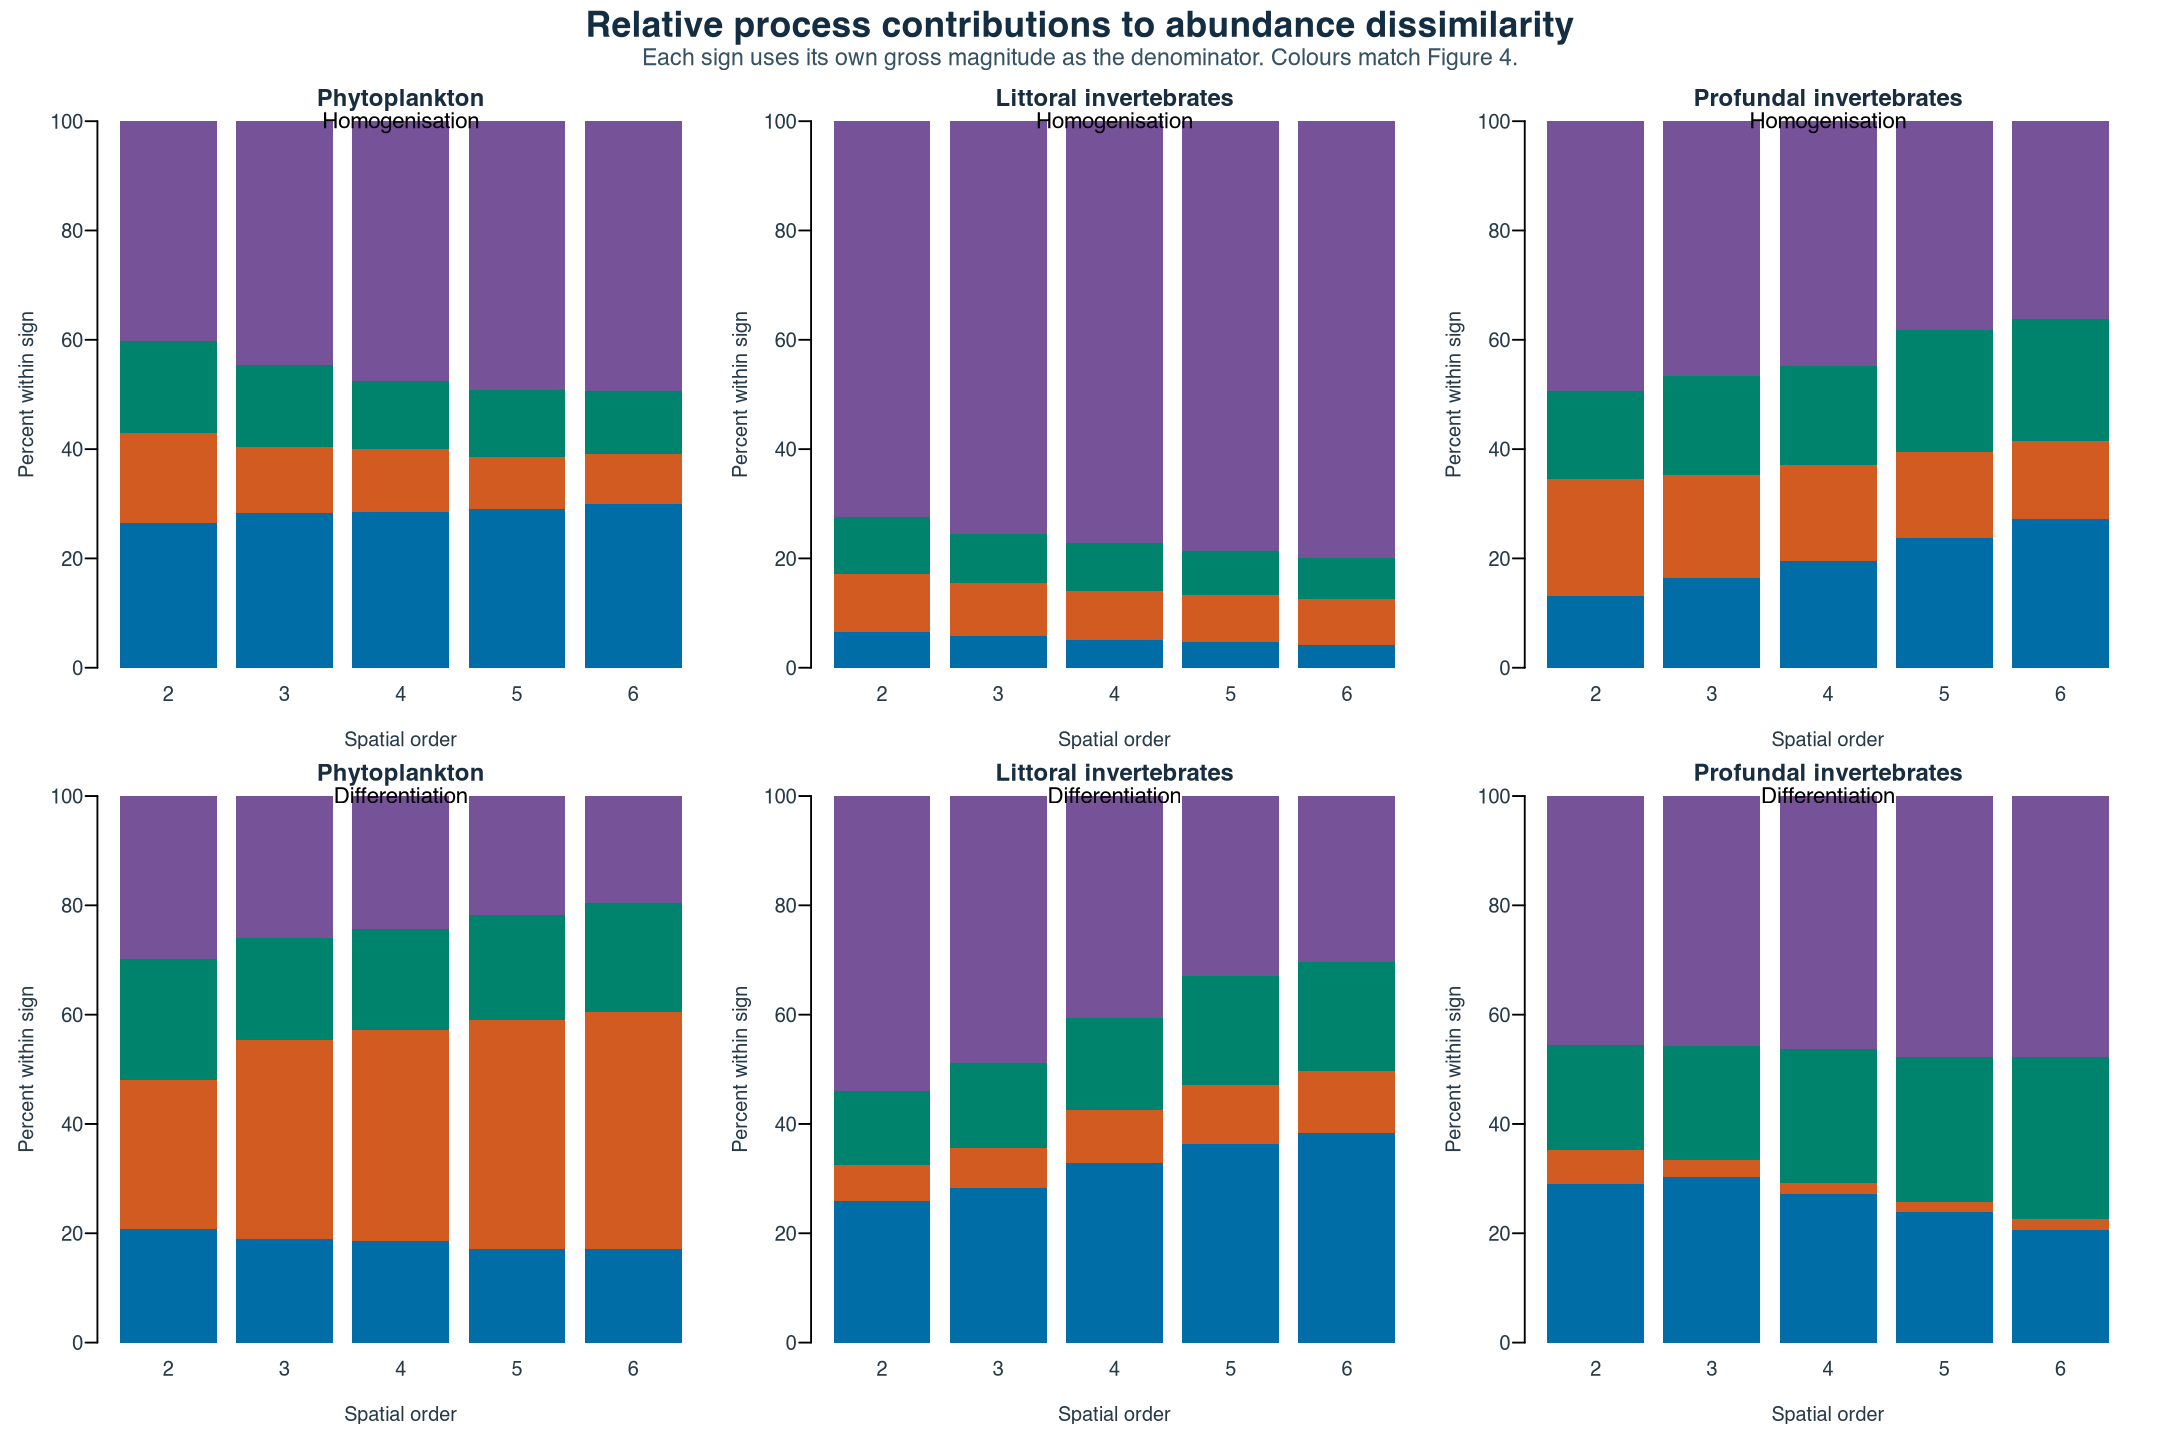 Relative process contributions to abundance dissimilarity
Each sign uses its own gross magnitude as the denominator. Colours match Figure 4.
Phytoplankton
Homogenisation
Percent within sign
100
80
60
40
20
0
2 3 4 5 6
Spatial order
Littoral invertebrates
Homogenisation
Percent within sign
100
80
60
40
20
0
2 3 4 5 6
Spatial order
Profundal invertebrates
Homogenisation
Percent within sign
100
80
60
40
20
0
2 3 4 5 6
Spatial order
Phytoplankton
Differentiation
Percent within sign
100
80
60
40
20
0
2 3 4 5 6
Spatial order
Littoral invertebrates
Differentiation
Percent within sign
100
80
60
40
20
0
2 3 4 5 6
Spatial order
Profundal invertebrates
Differentiation
Percent within sign
100
80
60
40
20
0
2 3 4 5 6
Spatial order